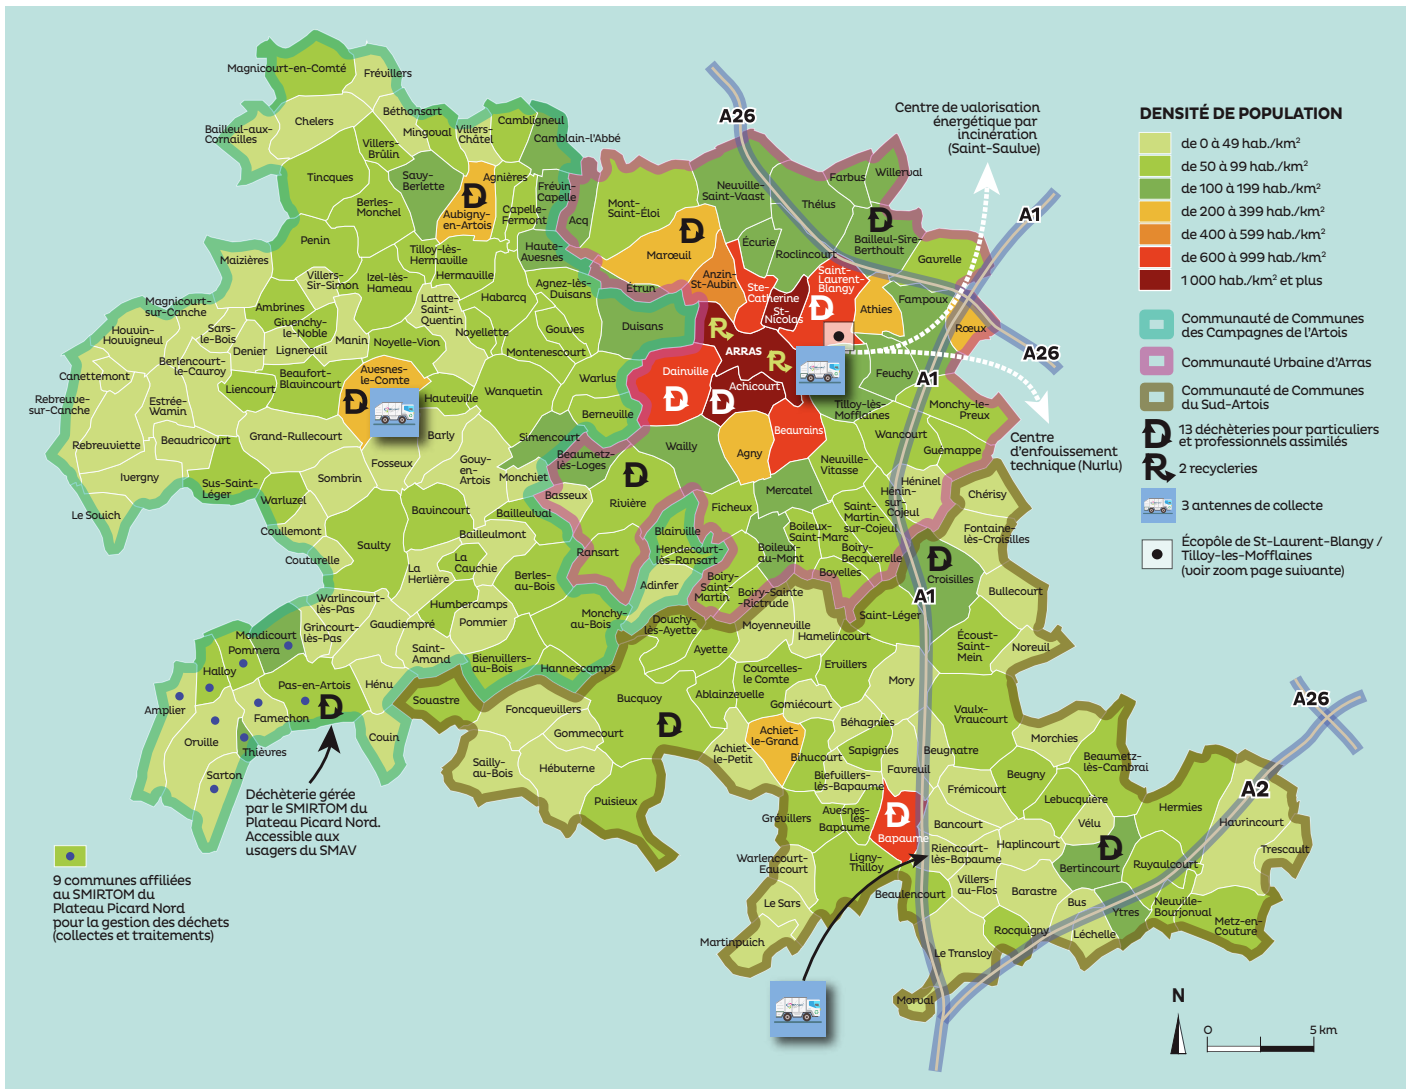 Magnicourt-en-Comté
Frévillers
Bailleul-aux-
Cornailles
Chelers
Béthonsart
Mingoval
Villers-
Châtel
Cambligneul
Camblain-l'Abbé
Villers-
Brûlin
Tincques
Savy-
Berlette
Agnières
Aubigny-
en-Artois
Frévin-
Capelle
Capelle-
Fermont
Berles-
Monchel
Acq
Mont-
Saint-Éloi
Neuville-
Saint-Vaast
Farbus
Willerval
Thélus
Bailleul-Sire-
Berthoult
Gavrelle
Penin
Maizières
Tilloy-lès-
Hermaville
Hermaville
Haute-
Avesnes
Écurie
Roclincourt
Marœuil
Anzin-
St-Aubin
Étrun
Ste-
Catherine
St-
Nicolas
Saint-
Laurent-
Blangy
Athies
Fampoux
Rœux
Villers-
Sir-Simon
Izel-lès-
Hameau
Habarcq
Agnez-lès-
Duisans
Duisans
Magnicourt-
sur-Canche
Ambrines
Givenchy-
le-Noble
Lattre-
Saint-
Quentin
Noyellette
Gouves
Montenescourt
Houvin-
Houvigneul
Sars-
le-Bois
Denier
Lignereuil
Manin
Noyelle-Vion
Berlencourt-
le-Cauroy
Beaufort-
Blavincourt
Avesnes-
le-Comte
Canettemont
Liencourt
Hauteville
Wanquetin
Warlus
Berneville
Rebreuve-
sur-Canche
Estrée-
Wamin
Rebreuviette
Beaudricourt
Grand-Rullecourt
Barly
Simencourt
ARRAS
Dainville
Achicourt
Beaurains
Agny
Wailly
Tilloy-lès-
Mofflaines
Feuchy
Monchy-le-
Preux
Wancourt
Guémappe
Neuville-
Vitasse
Ivergny
Sus-Saint-
Léger
Sombrin
Fosseux
Gouy-
en-
Artois
Monchiet
Beaumetz-
lès-Loges
Rivière
Basseux
Mercatel
Ficheux
Héninel
Hénin-
sur-
Cojeul
Saint-
Martin-
sur-Cojeul
Chérisy
Fontaine-
lès-Croisilles
Le Souich
Warluzel
Coullemont
Couturelle
Saulty
Bavincourt
Bailleulval
Bailleulmont
La
Cauchie
La
Herlière
Berles-
au-Bois
Ransart
Blairville
Hendecourt-
lès-Ransart
Adinfer
Boileux-
Saint-Marc
Boileux-
au-Mont
Boiry-
Becquerelle
Boyelles
Boiry-
Saint-
Martin
Boiry-Sainte
-Rictrude
Croisilles
Bullecourt
Saint-Léger
Warlincourt-
lès-Pas
Humbercamps
Pommier
Gaudiempré
Grincourt-
lès-Pas
Mondicourt
Pommera
Halloy
Monchy-
au-Bois
Douchy-
lès-Ayette
Moyenneville
Hamelincourt
Écoust-
Saint-
Mein
Noreuil
Saint-
Amand
Bienvillers-
au-Bois
Hannescamps
Ayette
Courcelles-
le Comte
Ervillers
Mory
Pas-en-Artois
Hénu
Souastre
Foncquevillers
Bucquoy
Ablainzevelle
Gomiécourt
Béhagnies
Vaulx-
Vraucourt
Morchies
Amplier
Famechon
Orville
Thièvres
Couin
Sarton
Gommecourt
Sailly-
au-Bois
Hébuterne
Puisieux
Achiet-
le-Petit
Achiet-
le-Grand
Bihucourt
Sapignies
Beugnatre
Favreuil
Biefvillers-
lès-Bapaume
Beugny
Beaumetz-
lès-Cambrai
Frémicourt
Lebucquière
Hermies
Vélu
Grévillers
Avesnes-
lès-
Bapaume
Bapaume
Bancourt
Riencourt-
lès-Bapaume
Haplincourt
Bertincourt
Ruyaulcourt
Havrincourt
Trescault
Warlencourt-
Eaucourt
Ligny-
Thilloy
Beaulencourt
Villers-
au-Flos
Barastre
Bus
Ytres
Neuville-
Bourjonval
Metz-en-
Couture
Le Sars
Martinpuich
Rocquigny
Léchelle
Le Transloy
Morval
A26
A1
A26
A1
A1
A26
A2
Centre de valorisation
énergétique par
incinération
(Saint-Saulve)
Centre
d'enfouissement
technique (Nurlu)
Déchèterie gérée
par le SMIRTOM du
Plateau Picard Nord.
Accessible aux
usagers du SMAV
9 communes affiliées
au SMIRTOM du
Plateau Picard Nord
pour la gestion des déchets
(collectes et traitements)
DENSITÉ DE POPULATION
de 0 à 49 hab./km²
de 50 à 99 hab./km²
de 100 à 199 hab./km²
de 200 à 399 hab./km²
de 400 à 599 hab./km²
de 600 à 999 hab./km²
1 000 hab./km² et plus
Communauté de Communes
des Campagnes de l'Artois
Communauté Urbaine d'Arras
Communauté de Communes
du Sud-Artois
D 13 déchèteries pour particuliers
et professionnels assimilés
R 2 recycleries
3 antennes de collecte
Écopôle de St-Laurent-Blangy /
Tilloy-les-Mofflaines
(voir zoom page suivante)
N
0 5 km